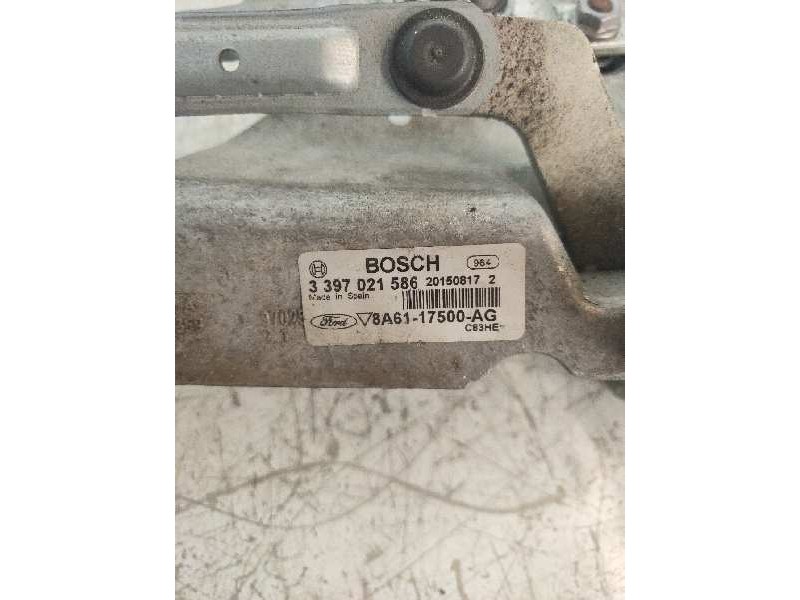 BOSCH 964
3 397 021 586 20150817 2
Made in Spain
Ford 8A61-17500-AG
C83HE